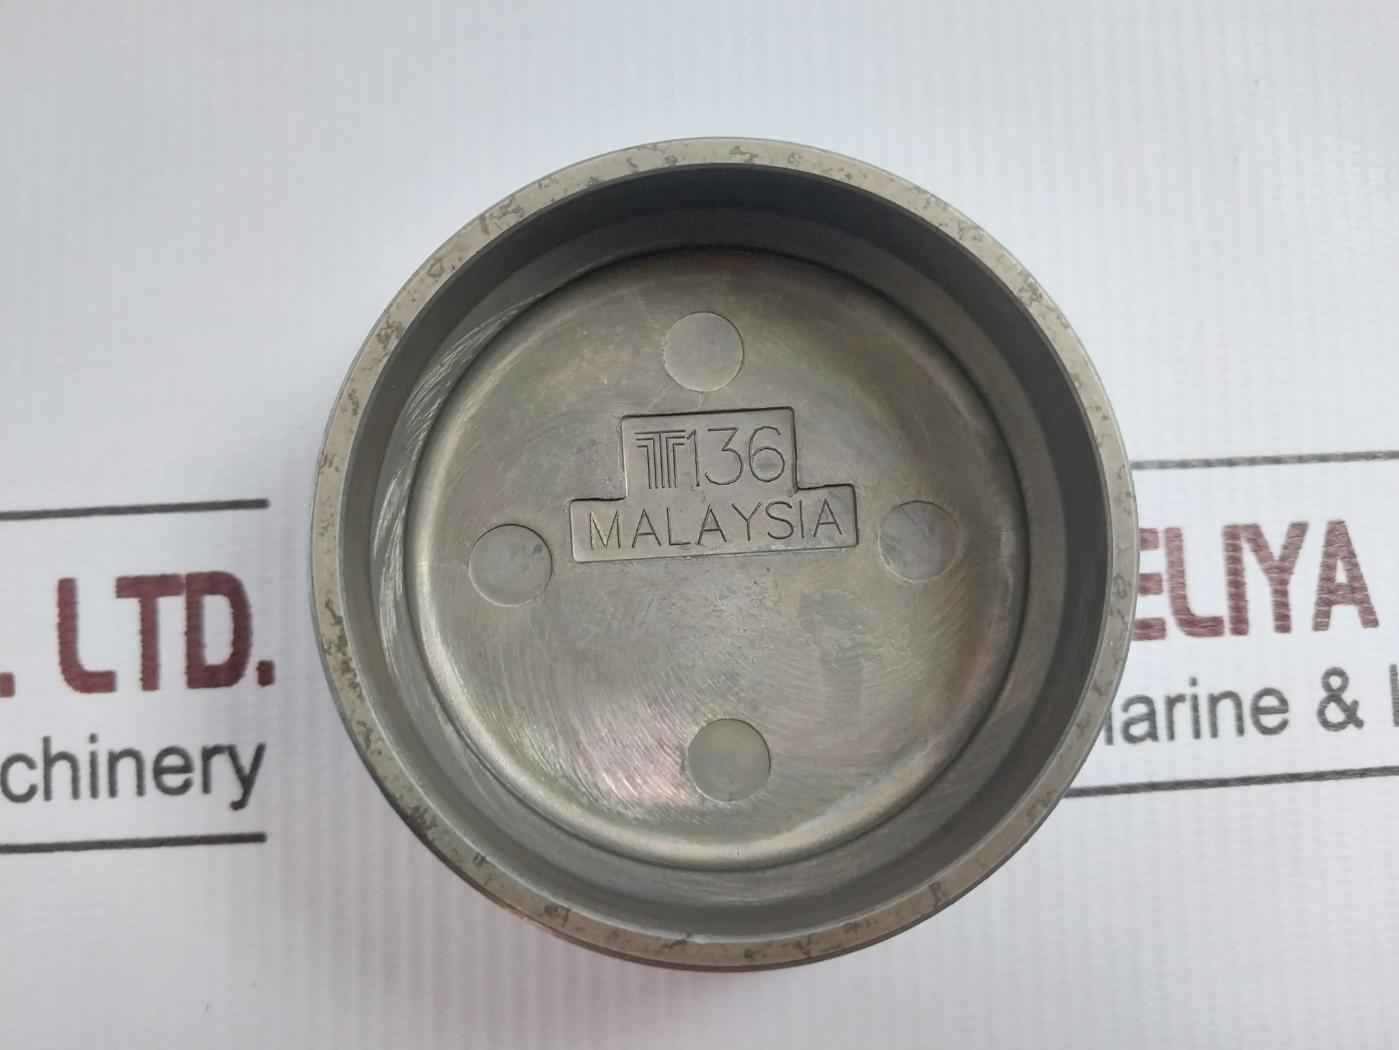 T136
MALAYSIA
. LTD.
chinery
ELIYA
arine &